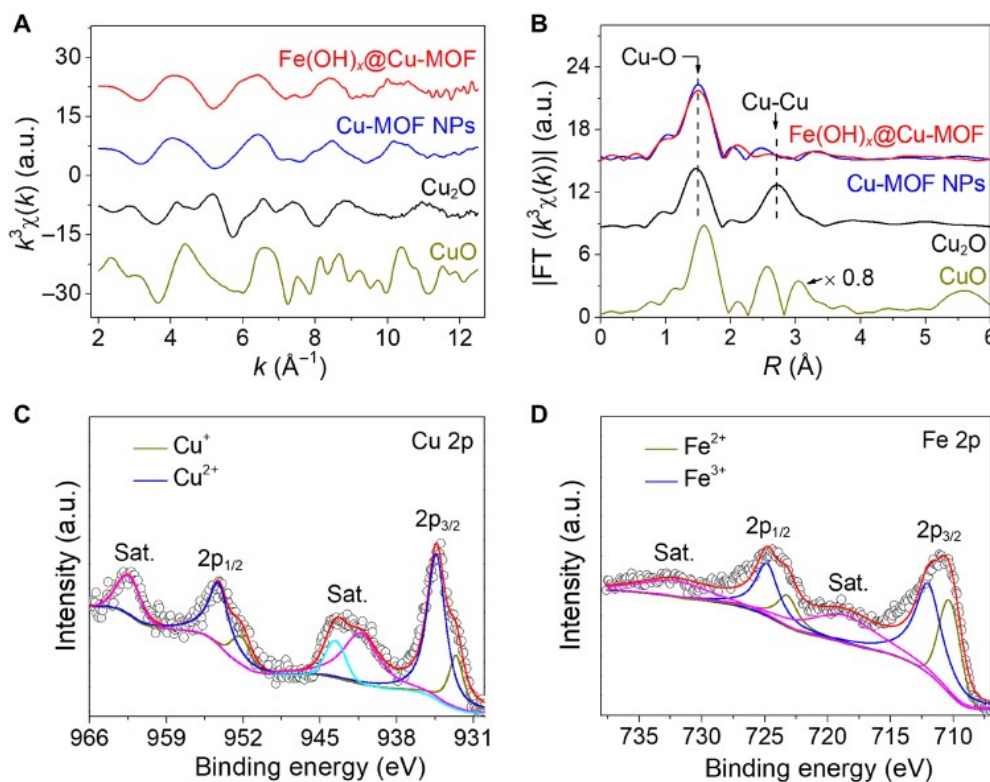 A
Fe(OH)ₓ@Cu-MOF
Cu-MOF NPs
Cu₂O
CuO
k³χ(k) (a.u.)
30
15
0
−15
−30
2 4 6 8 10 12
k (Å⁻¹)
B
Cu-O
Cu-Cu
Fe(OH)ₓ@Cu-MOF
Cu-MOF NPs
Cu₂O
CuO
× 0.8
|FT (k³χ(k))| (a.u.)
24
18
12
6
0
0 1 2 3 4 5 6
R (Å)
C
Cu⁺
Cu²⁺
Cu 2p
2p₃/₂
2p₁/₂
Sat.
Sat.
Intensity (a.u.)
966 959 952 945 938 931
Binding energy (eV)
D
Fe²⁺
Fe³⁺
Fe 2p
2p₁/₂
2p₃/₂
Sat.
Sat.
Intensity (a.u.)
735 730 725 720 715 710
Binding energy (eV)